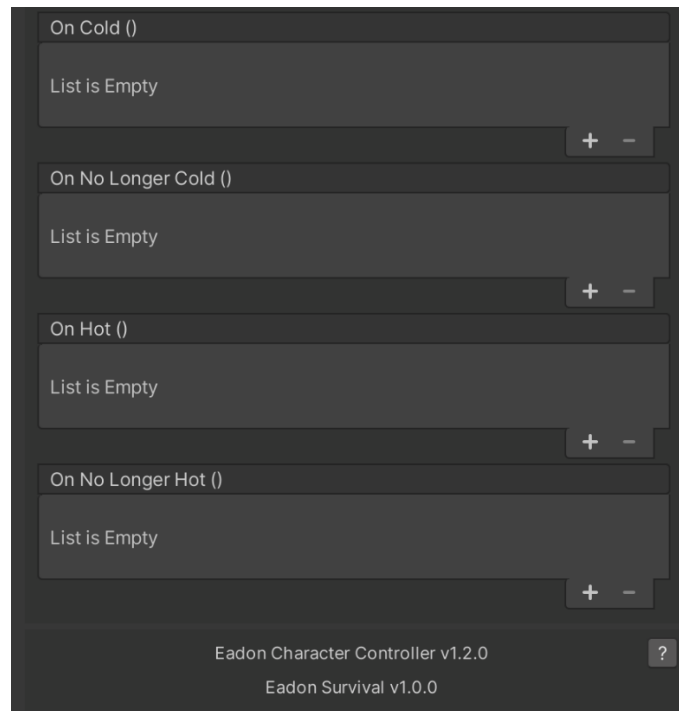 On Cold ()
List is Empty
+ −
On No Longer Cold ()
List is Empty
+ −
On Hot ()
List is Empty
+ −
On No Longer Hot ()
List is Empty
+ −
Eadon Character Controller v1.2.0
?
Eadon Survival v1.0.0